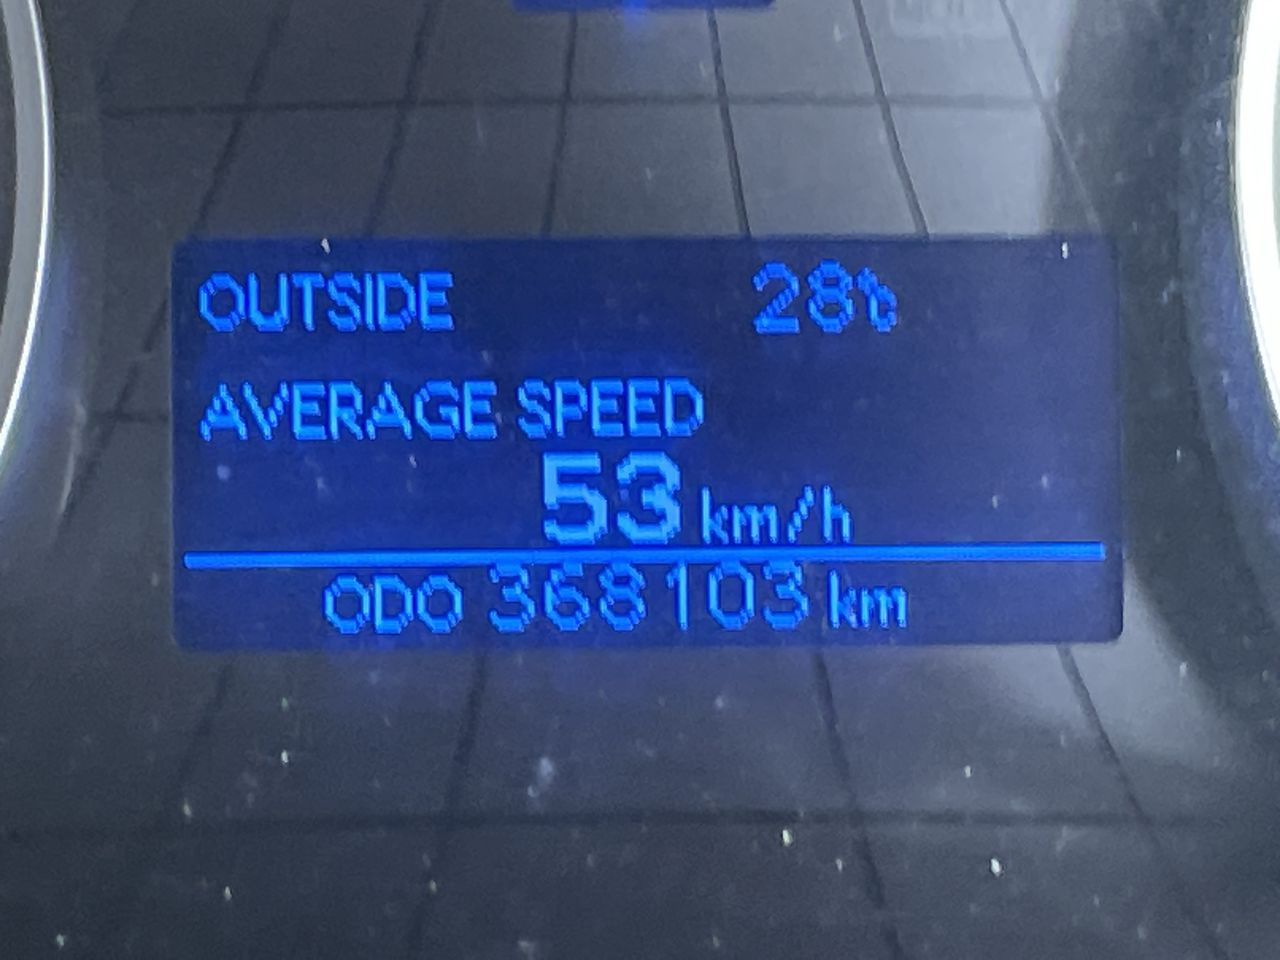 OUTSIDE 28℃
AVERAGE SPEED
53 km/h
ODO 368103 km